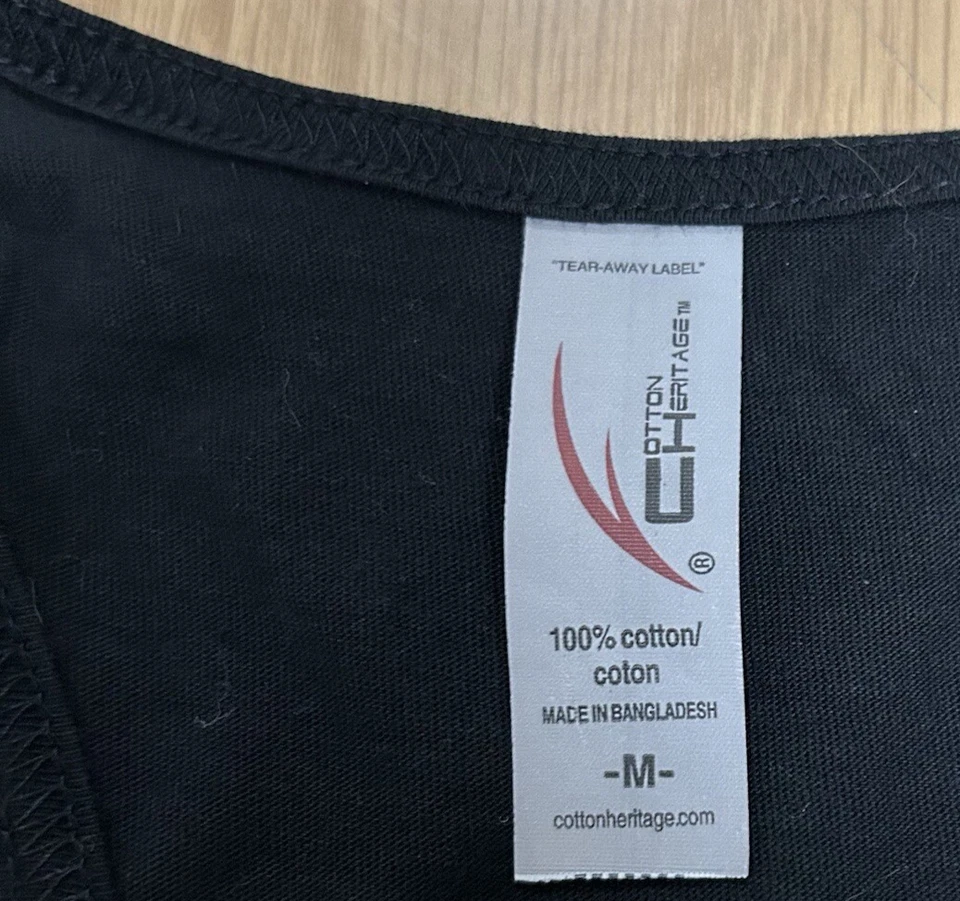 "TEAR-AWAY LABEL"
COTTON
HERITAGE™
®
100% cotton/
coton
MADE IN BANGLADESH
-M-
cottonheritage.com